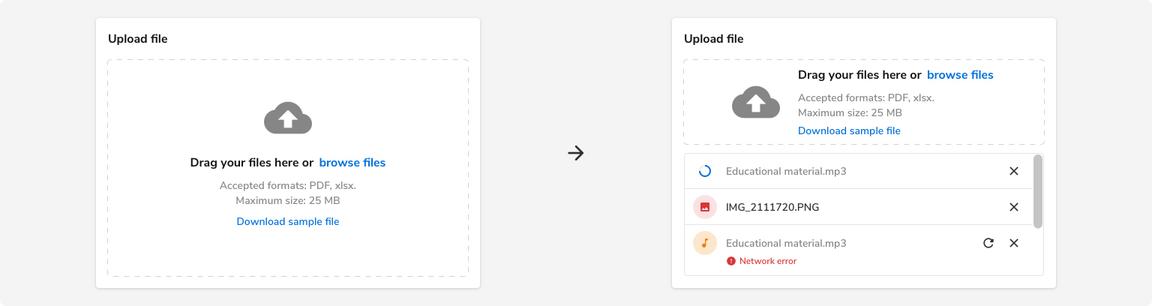 Upload file
Drag your files here or browse files
Accepted formats: PDF, xlsx.
Maximum size: 25 MB
Download sample file
Upload file
Drag your files here or browse files
Accepted formats: PDF, xlsx.
Maximum size: 25 MB
Download sample file
Educational material.mp3
IMG_2111720.PNG
Educational material.mp3
Network error